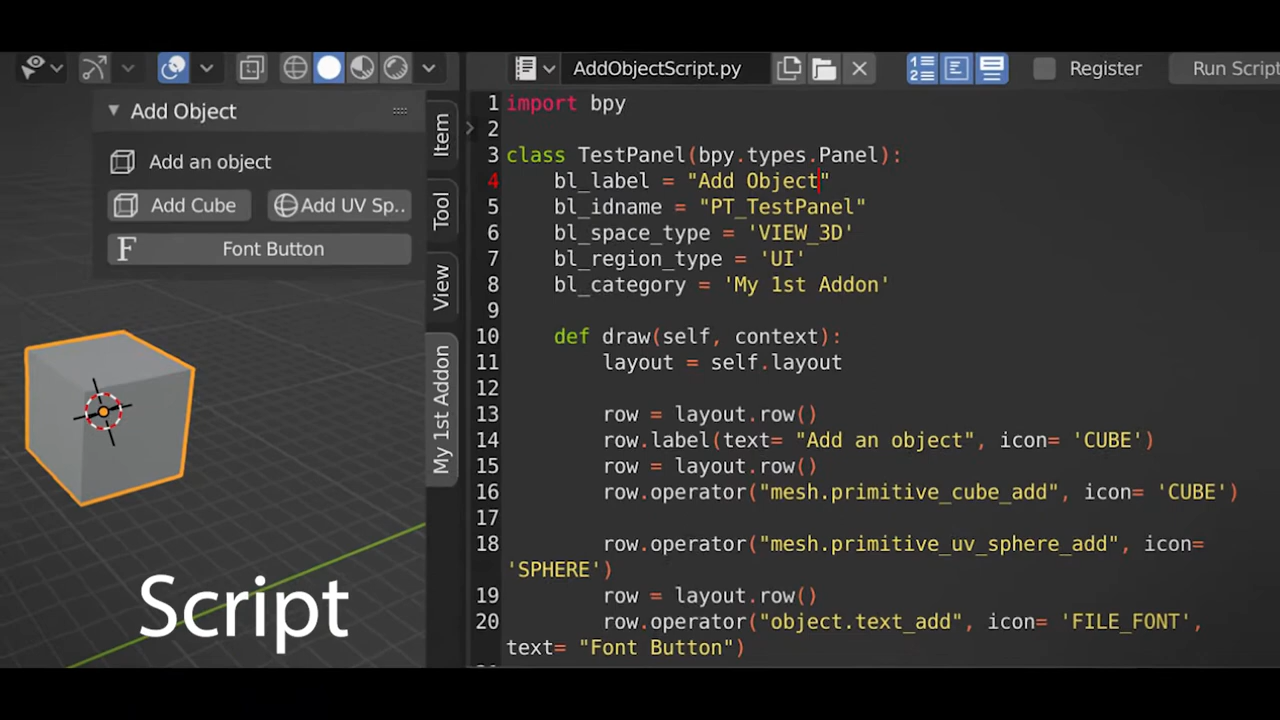 AddObjectScript.py
Register
Run Script
Add Object
Add an object
Add Cube
Add UV Sp..
F
Font Button
Item
Tool
View
My 1st Addon
1 import bpy
2
3 class TestPanel(bpy.types.Panel):
4 bl_label = "Add Object"
5 bl_idname = "PT_TestPanel"
6 bl_space_type = 'VIEW_3D'
7 bl_region_type = 'UI'
8 bl_category = 'My 1st Addon'
9
10 def draw(self, context):
11 layout = self.layout
12
13 row = layout.row()
14 row.label(text= "Add an object", icon= 'CUBE')
15 row = layout.row()
16 row.operator("mesh.primitive_cube_add", icon= 'CUBE')
17
18 row.operator("mesh.primitive_uv_sphere_add", icon=
'SPHERE')
19 row = layout.row()
20 row.operator("object.text_add", icon= 'FILE_FONT',
text= "Font Button")
Script